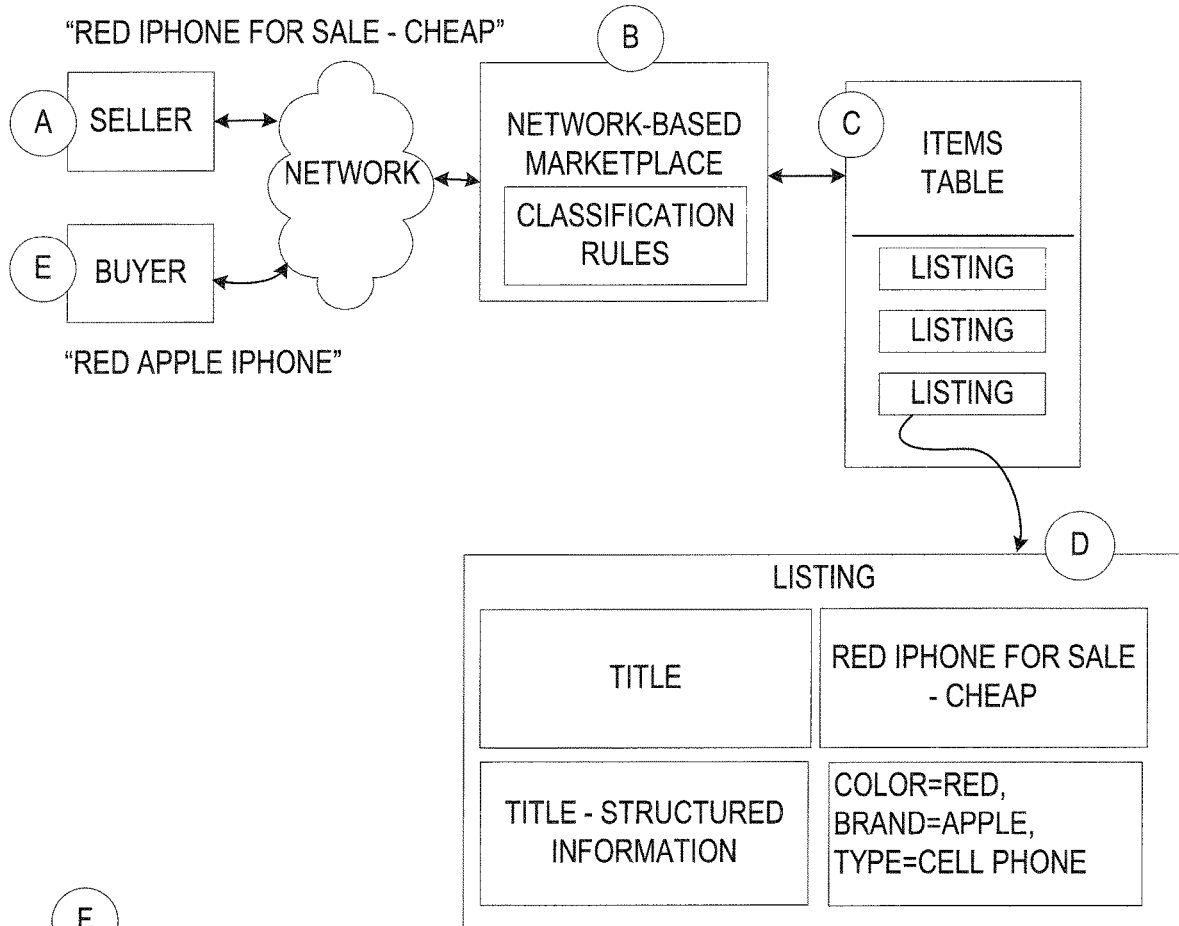 "RED IPHONE FOR SALE - CHEAP"
A
SELLER
NETWORK
B
NETWORK-BASED
MARKETPLACE
CLASSIFICATION
RULES
C
ITEMS
TABLE
LISTING
LISTING
LISTING
E
BUYER
"RED APPLE IPHONE"
D
LISTING
TITLE
RED IPHONE FOR SALE
- CHEAP
TITLE - STRUCTURED
INFORMATION
COLOR=RED,
BRAND=APPLE,
TYPE=CELL PHONE